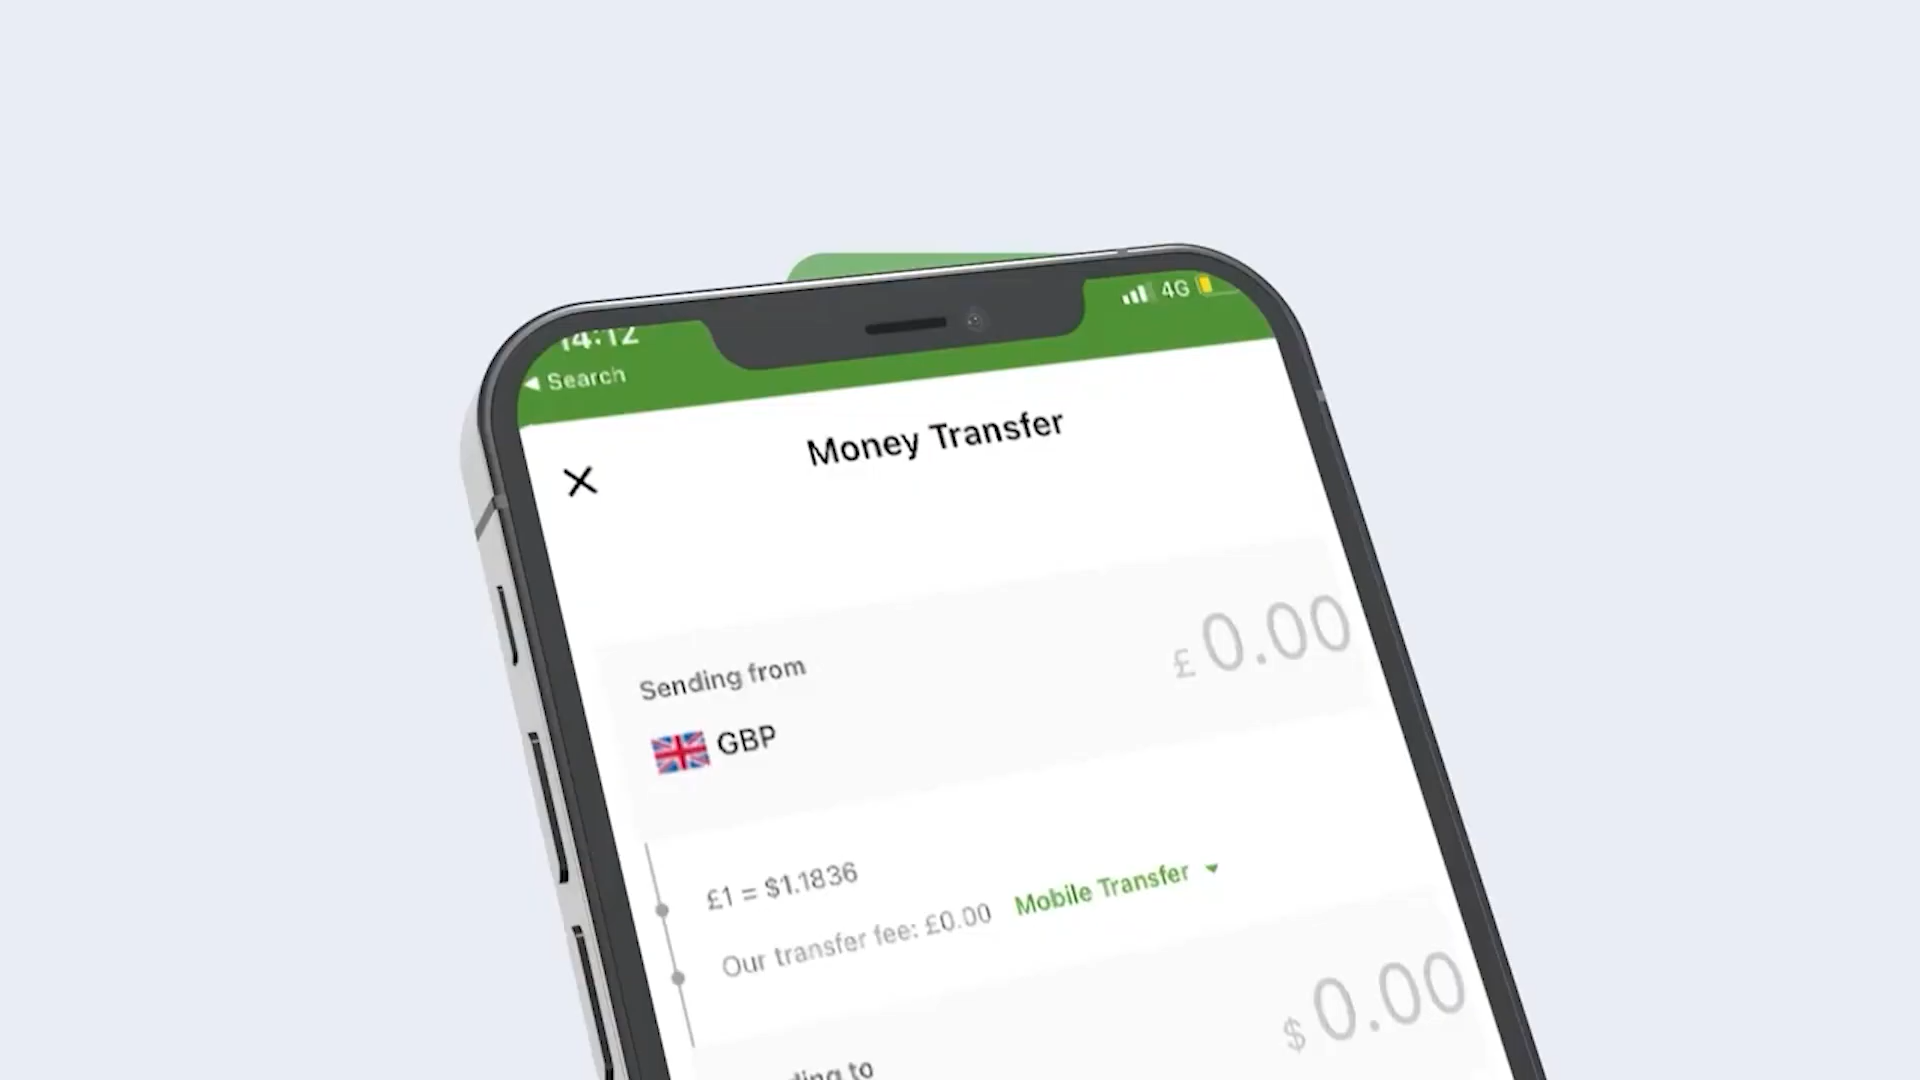 14:12
4G
Search
Money Transfer
Sending from
£ 0.00
GBP
£1 = $1.1836
Our transfer fee: £0.00 Mobile Transfer
$ 0.00
to